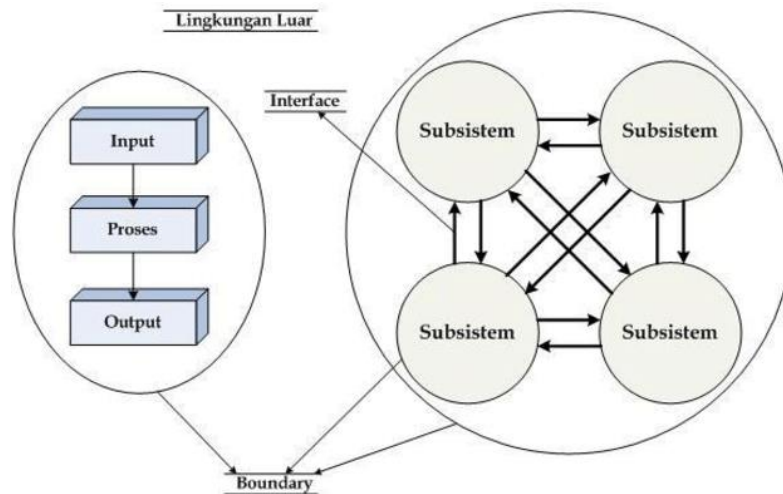 Lingkungan Luar
Interface
Input
Proses
Output
Subsistem
Subsistem
Subsistem
Subsistem
Boundary